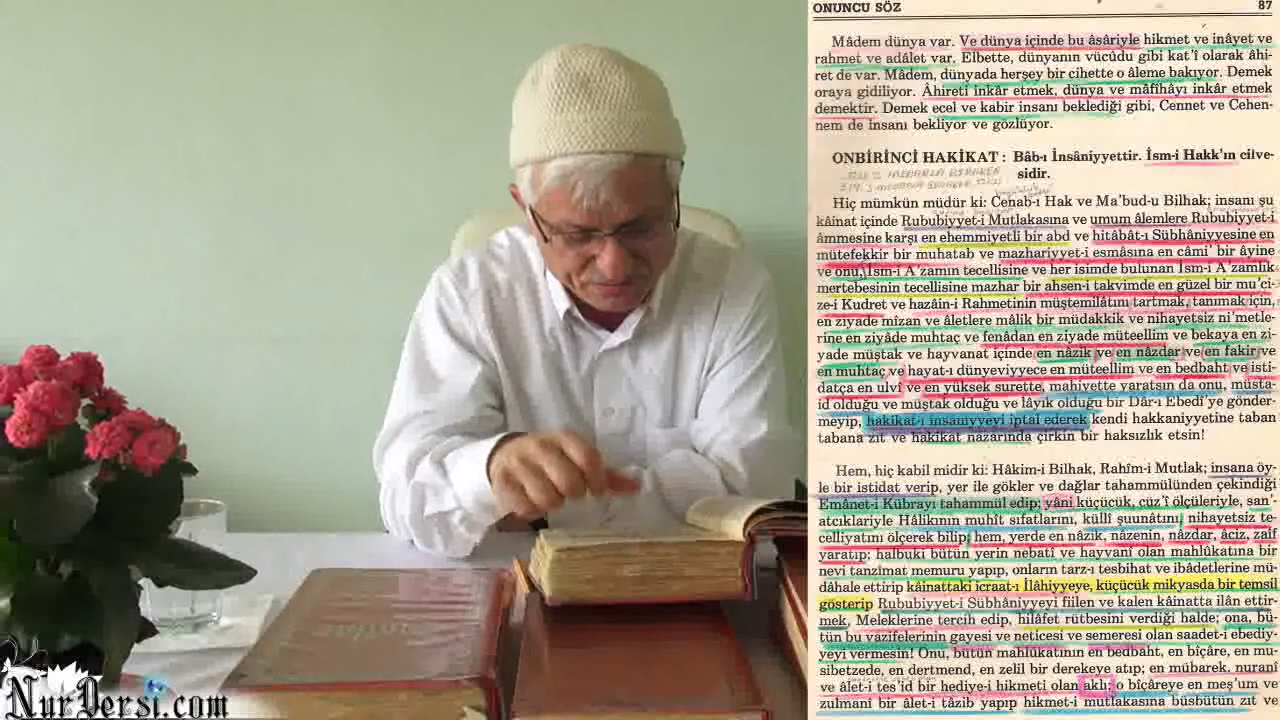 ONUNCU SÖZ 87
Mâdem dünya var. Ve dünya içinde bu âsâriyle hikmet ve inâyet ve
rahmet ve adâlet var. Elbette, dünyanın vücûdu gibi kat'î olarak âhi-
ret de var. Mâdem, dünyada herşey bir cihette o âleme bakıyor. Demek
oraya gidiliyor. Âhireti inkâr etmek, dünya ve mâfîhâyı inkâr etmek
demektir. Demek ecel ve kabir insanı beklediği gibi, Cennet ve Cehen-
nem de insanı bekliyor ve gözlüyor.
ONBİRİNCİ HAKİKAT : Bâb-ı İnsâniyyettir. İsm-i Hakk'ın cilve-
sidir.
Hiç mümkün müdür ki: Cenab-ı Hak ve Ma'bud-u Bilhak; insanı şu
kâinat içinde Rububiyyet-i Mutlakasına ve umum âlemlere Rububiyyet-i
âmmesine karşı en ehemmiyetli bir abd ve hitâbât-ı Sübhâniyyesine en
mütefekkir bir muhatab ve mazhariyyet-i esmâsına en câmi' bir âyine
ve onu, İsm-i A'zamın tecellisine ve her isimde bulunan İsm-i A'zamlık
mertebesinin tecellisine mazhar bir ahsen-i takvimde en güzel bir mu'ci-
ze-i Kudret ve hazâin-i Rahmetinin müştemilâtını tartmak, tanımak için,
en ziyade mizan ve âletlere mâlik bir müdakkik ve nihayetsiz ni'metle-
rine en ziyâde muhtaç ve fenâdan en ziyade müteellim ve bekaya en zi-
yade müştak ve hayvanat içinde en nâzik ve en nâzdar ve en fakir ve
en muhtaç ve hayat-ı dünyeviyyece en müteellim ve en bedbaht ve isti-
datça en ulvî ve en yüksek surette, mahiyette yaratsın da onu, müsta-
id olduğu ve müştak olduğu ve lâyık olduğu bir Dâr-ı Ebedî'ye gönder-
meyip, hakikat-ı insaniyyeyi iptal ederek kendi hakkaniyyetine taban
tabana zıt ve hakikat nazarında çirkin bir haksızlık etsin!
Hem, hiç kabil midir ki: Hâkim-i Bilhak, Rahîm-i Mutlak; insana öy-
le bir istidat verip, yer ile gökler ve dağlar tahammülünden çekindiği
Emânet-i Kübrayı tahammül edip; yâni küçücük, cüz'î ölçüleriyle, san'-
atcıklariyle Hâlikının muhît sıfatlarını, küllî şuunatını, nihayetsiz te-
celliyatını ölçerek bilip; hem, yerde en nâzik, nâzenin, nâzdar, âciz, zaîf
yaratıp; halbuki bütün yerin nebatî ve hayvanî olan mahlûkatına bir
nevi tanzimat memuru yapıp, onların tarz-ı tesbihat ve ibâdetlerine mü-
dâhale ettirip kâinattaki icraat-ı İlâhiyyeye, küçücük mikyasda bir temsil
gösterip Rububiyyet-i Sübhâniyyeyi fiilen ve kalen kâinatta ilân ettir-
mek, Meleklerine tercih edip, hilâfet rütbesini verdiği halde; ona, bü-
tün bu vazifelerinin gayesi ve neticesi ve semeresi olan saadet-i ebediy-
yeyi vermesin! Onu, bütün mahlûkatının en bedbaht, en bîçâre, en mu-
sibetzede, en dertmend, en zelil bir derekeye atıp; en mübarek, nuranî
ve âlet-i tes'id bir hediye-i hikmeti olan aklı; o bîçâreye en meş'um ve
zulmani bir âlet-i tâzib yapıp hikmet-i mutlakasına büsbütün zıt ve
NurDersi.com